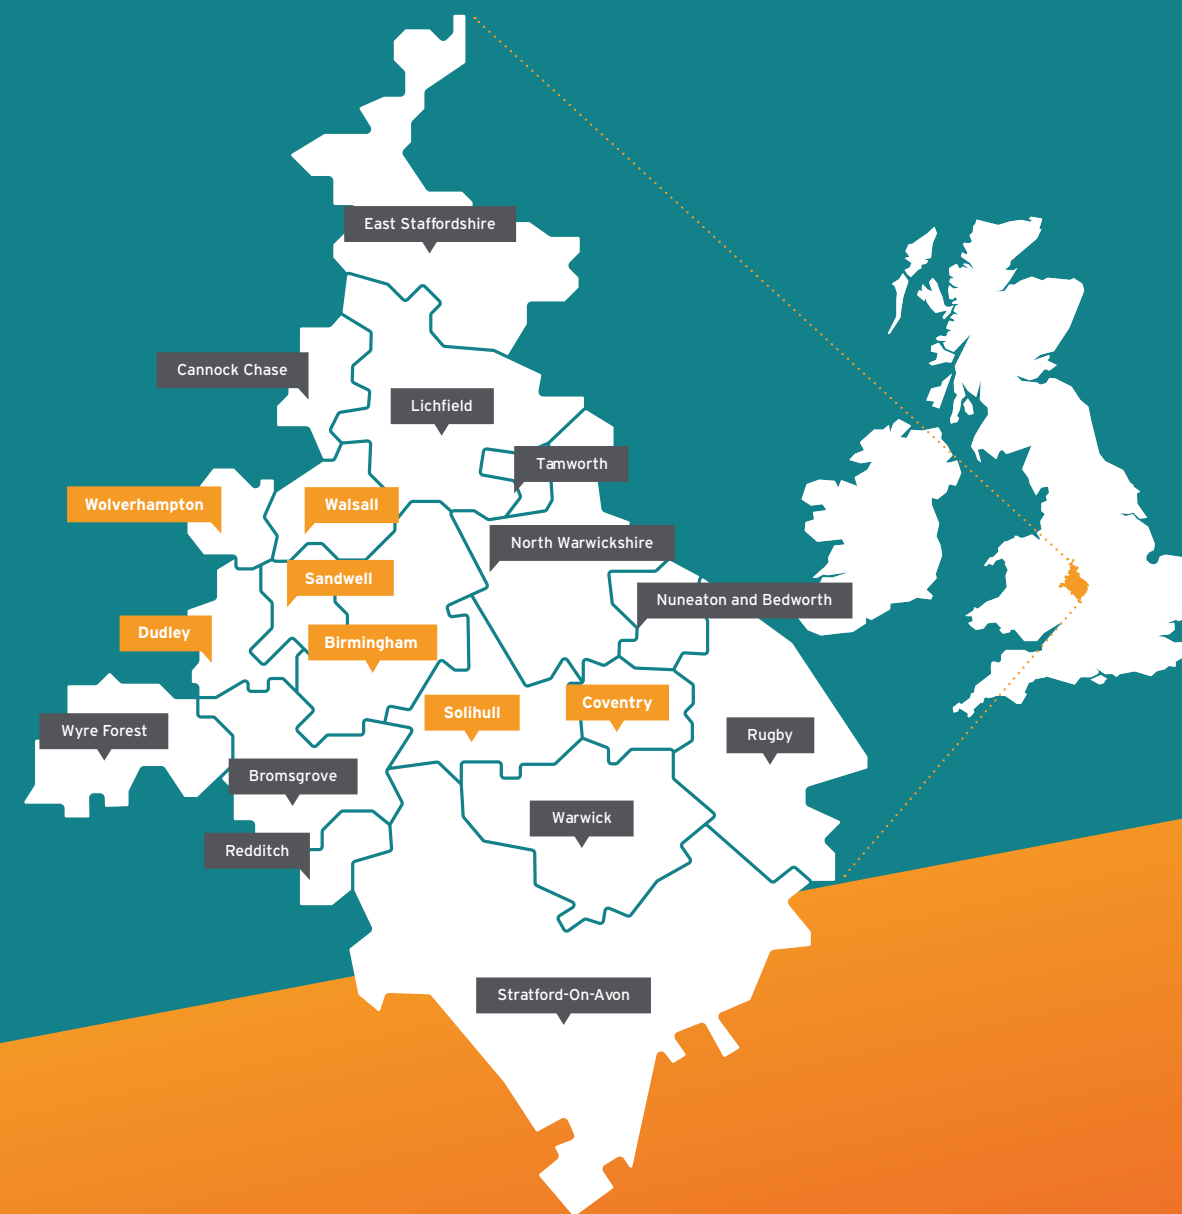 East Staffordshire
Cannock Chase
Lichfield
Tamworth
Wolverhampton
Walsall
North Warwickshire
Sandwell
Nuneaton and Bedworth
Dudley
Birmingham
Coventry
Solihull
Wyre Forest
Rugby
Bromsgrove
Warwick
Redditch
Stratford-On-Avon